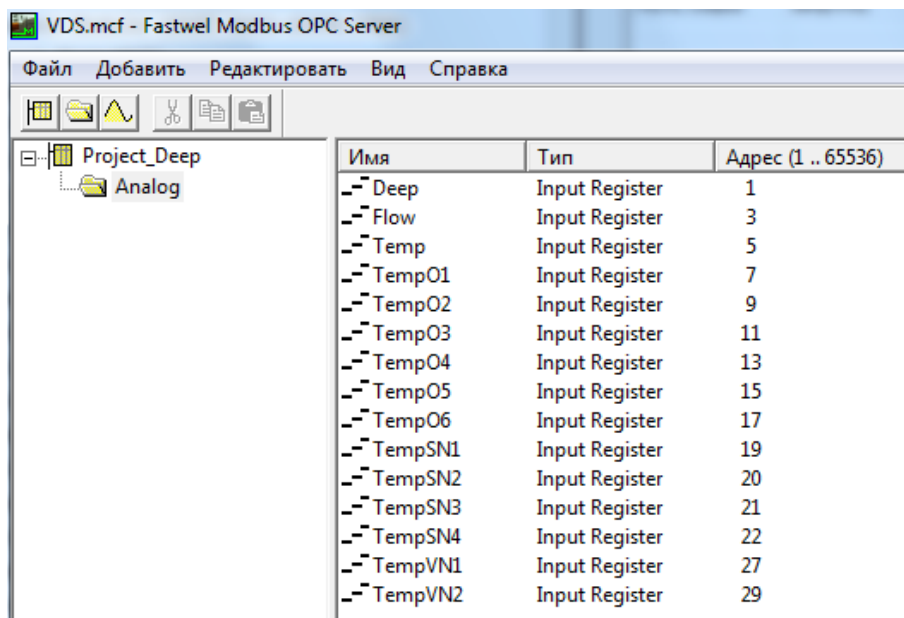 VDS.mcf - Fastwel Modbus OPC Server
Файл Добавить Редактировать Вид Справка
Project_Deep
Analog
Имя Тип Адрес (1 .. 65536)
Deep Input Register 1
Flow Input Register 3
Temp Input Register 5
TempO1 Input Register 7
TempO2 Input Register 9
TempO3 Input Register 11
TempO4 Input Register 13
TempO5 Input Register 15
TempO6 Input Register 17
TempSN1 Input Register 19
TempSN2 Input Register 20
TempSN3 Input Register 21
TempSN4 Input Register 22
TempVN1 Input Register 27
TempVN2 Input Register 29